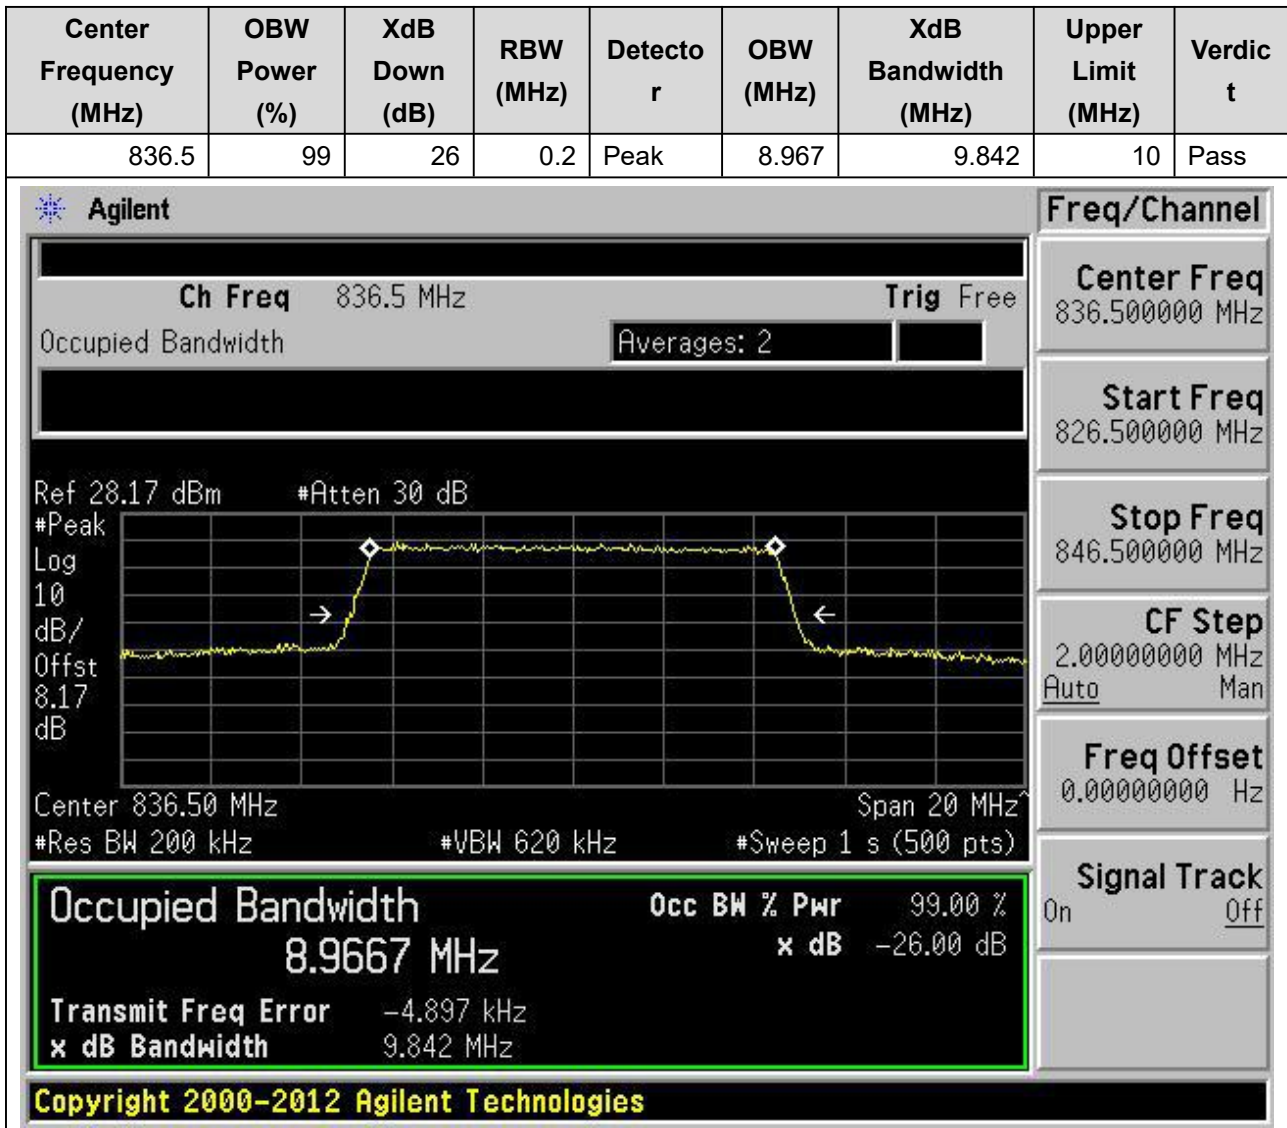 Center Frequency (MHz) OBW Power (%) XdB Down (dB) RBW (MHz) Detecto r OBW (MHz) XdB Bandwidth (MHz) Upper Limit (MHz) Verdic t
836.5 99 26 0.2 Peak 8.967 9.842 10 Pass
Agilent
Freq/Channel
Ch Freq 836.5 MHz Trig Free
Occupied Bandwidth Averages: 2
Center Freq
836.500000 MHz
Start Freq
826.500000 MHz
Stop Freq
846.500000 MHz
CF Step
2.00000000 MHz
Auto Man
Freq Offset
0.00000000 Hz
Signal Track
On Off
Ref 28.17 dBm #Atten 30 dB
#Peak
Log
10
dB/
Offst
8.17
dB
Center 836.50 MHz Span 20 MHz^
#Res BW 200 kHz #VBW 620 kHz #Sweep 1 s (500 pts)
Occupied Bandwidth Occ BW % Pwr 99.00 %
8.9667 MHz x dB -26.00 dB
Transmit Freq Error -4.897 kHz
x dB Bandwidth 9.842 MHz
Copyright 2000-2012 Agilent Technologies